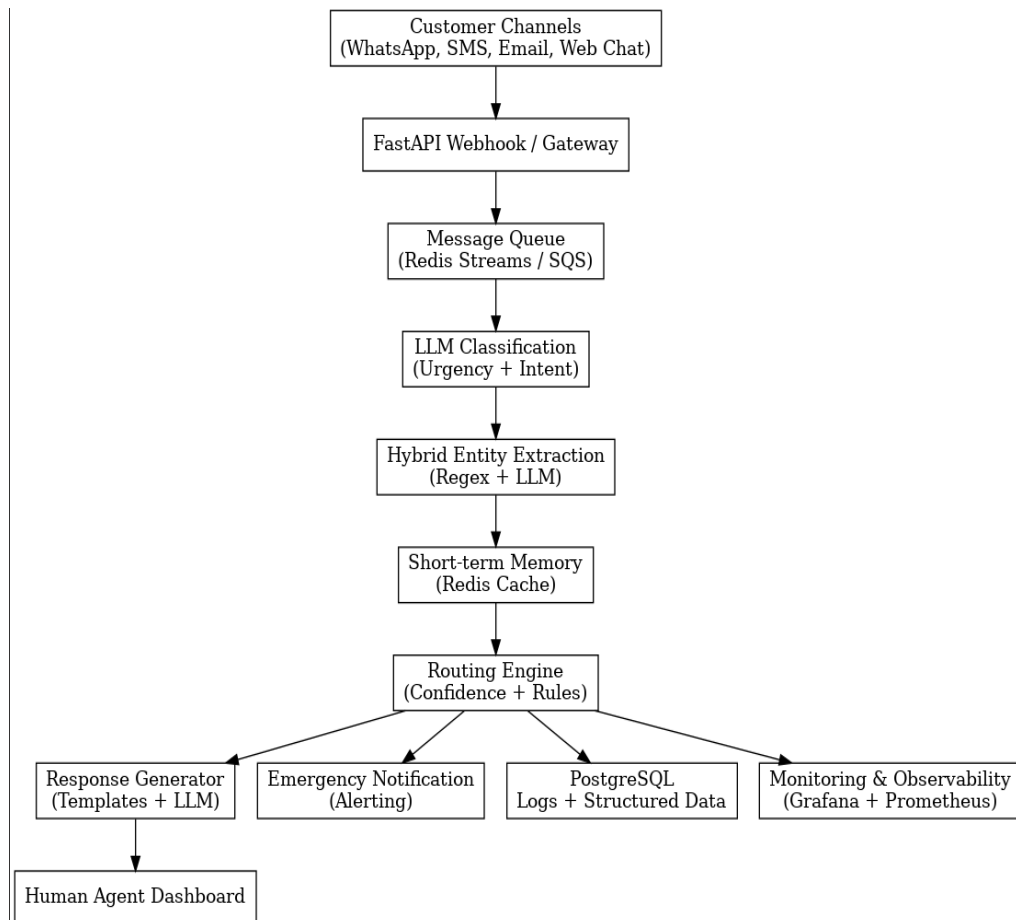 Customer Channels
(WhatsApp, SMS, Email, Web Chat)
FastAPI Webhook / Gateway
Message Queue
(Redis Streams / SQS)
LLM Classification
(Urgency + Intent)
Hybrid Entity Extraction
(Regex + LLM)
Short-term Memory
(Redis Cache)
Routing Engine
(Confidence + Rules)
Response Generator
(Templates + LLM)
Emergency Notification
(Alerting)
PostgreSQL
Logs + Structured Data
Monitoring & Observability
(Grafana + Prometheus)
Human Agent Dashboard